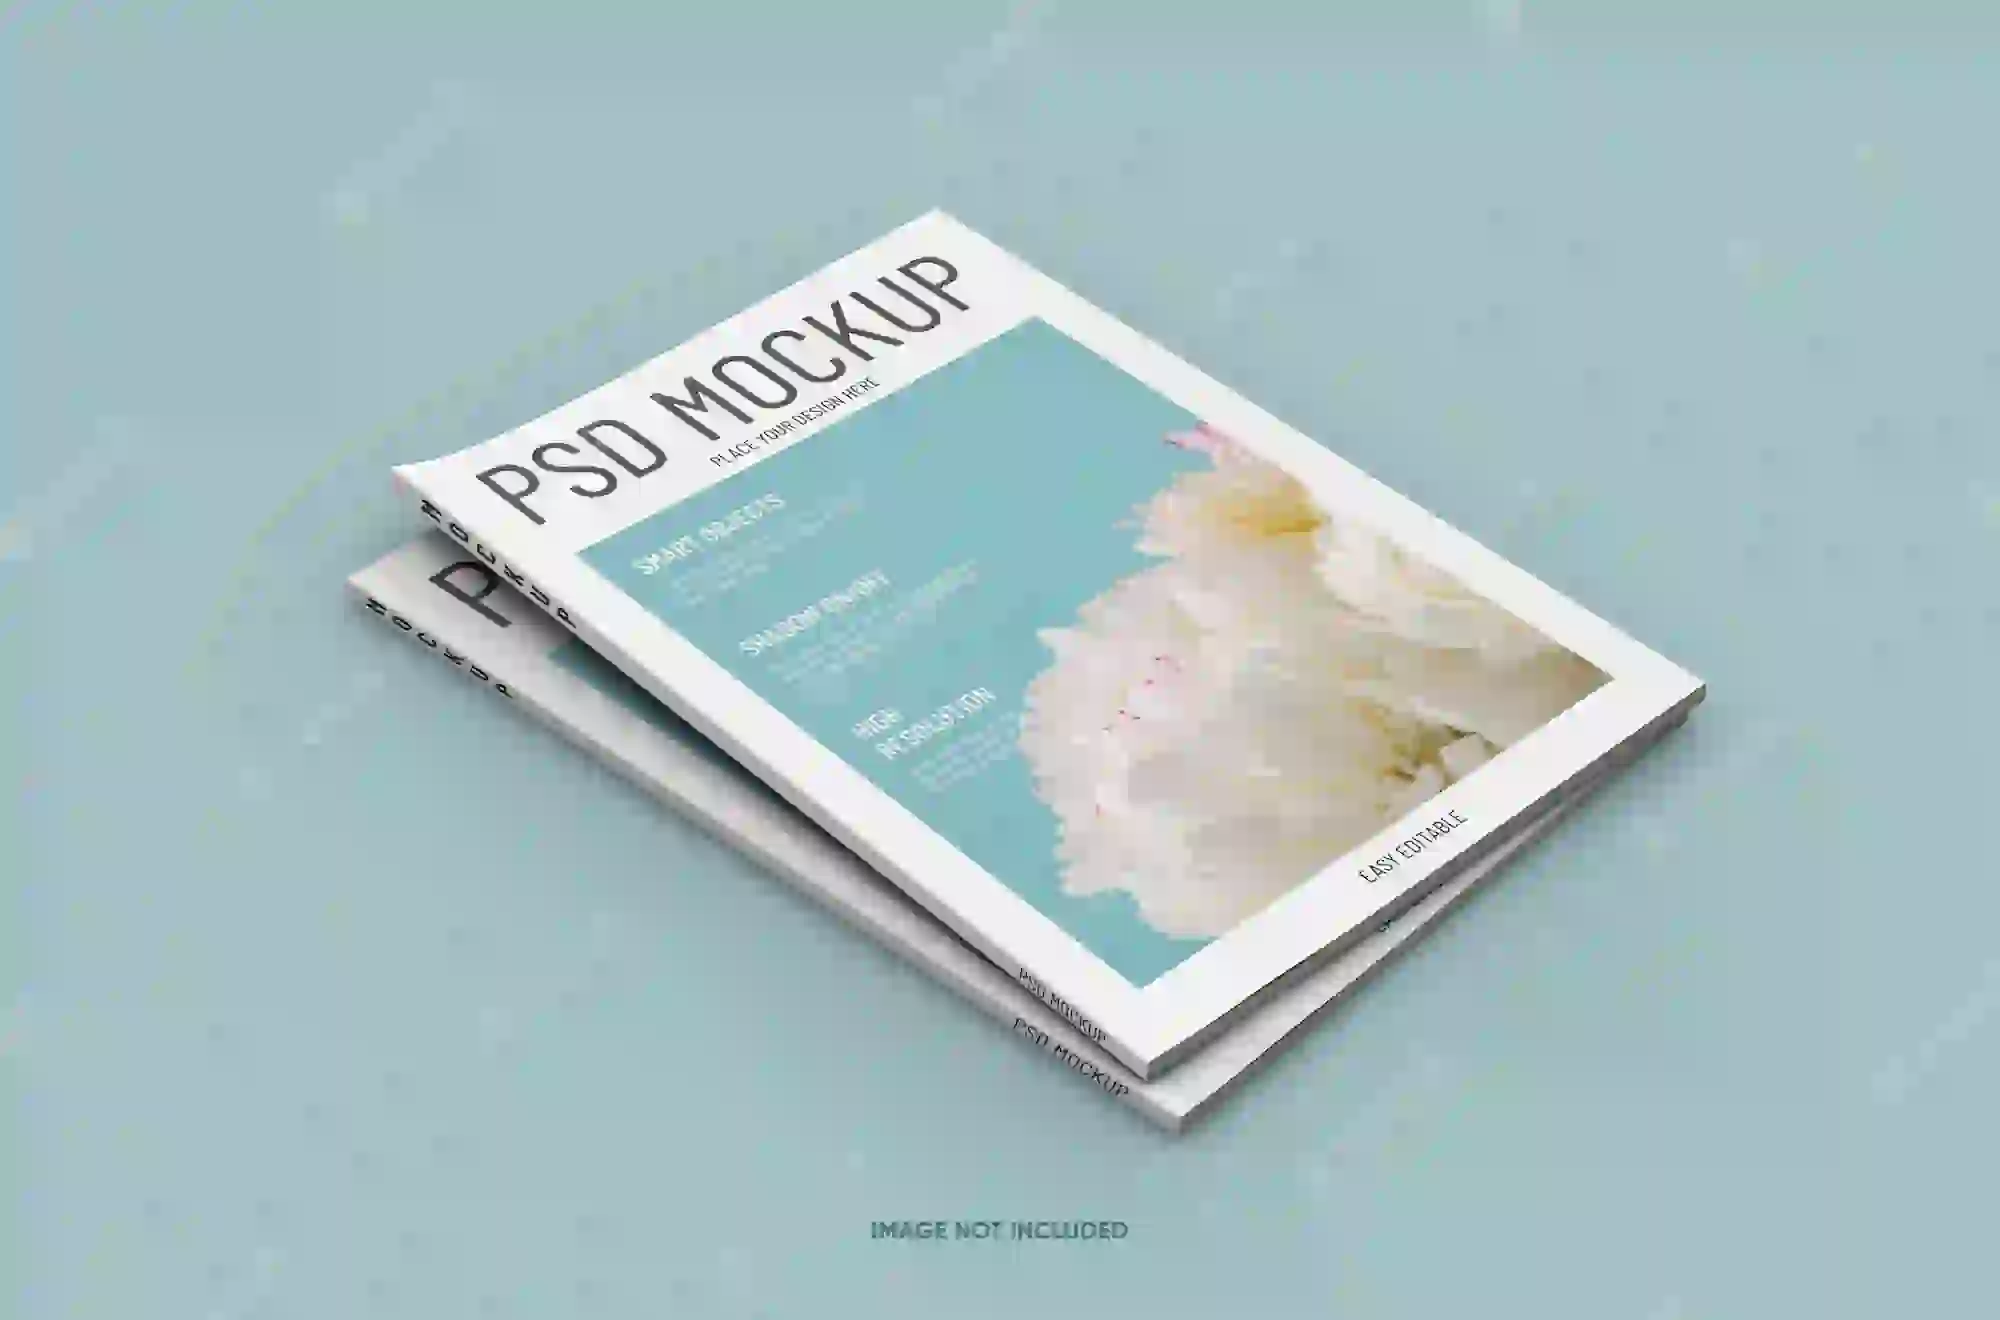 PSD MOCKUP
PLACE YOUR DESIGN HERE
SMART OBJECTS
SHADOW ON/OFF
HIGH
RESOLUTION
EASY EDITABLE
MOCKUP
PSD MOCKUP
P
MOCKUP
PSD MOCKUP
IMAGE NOT INCLUDED